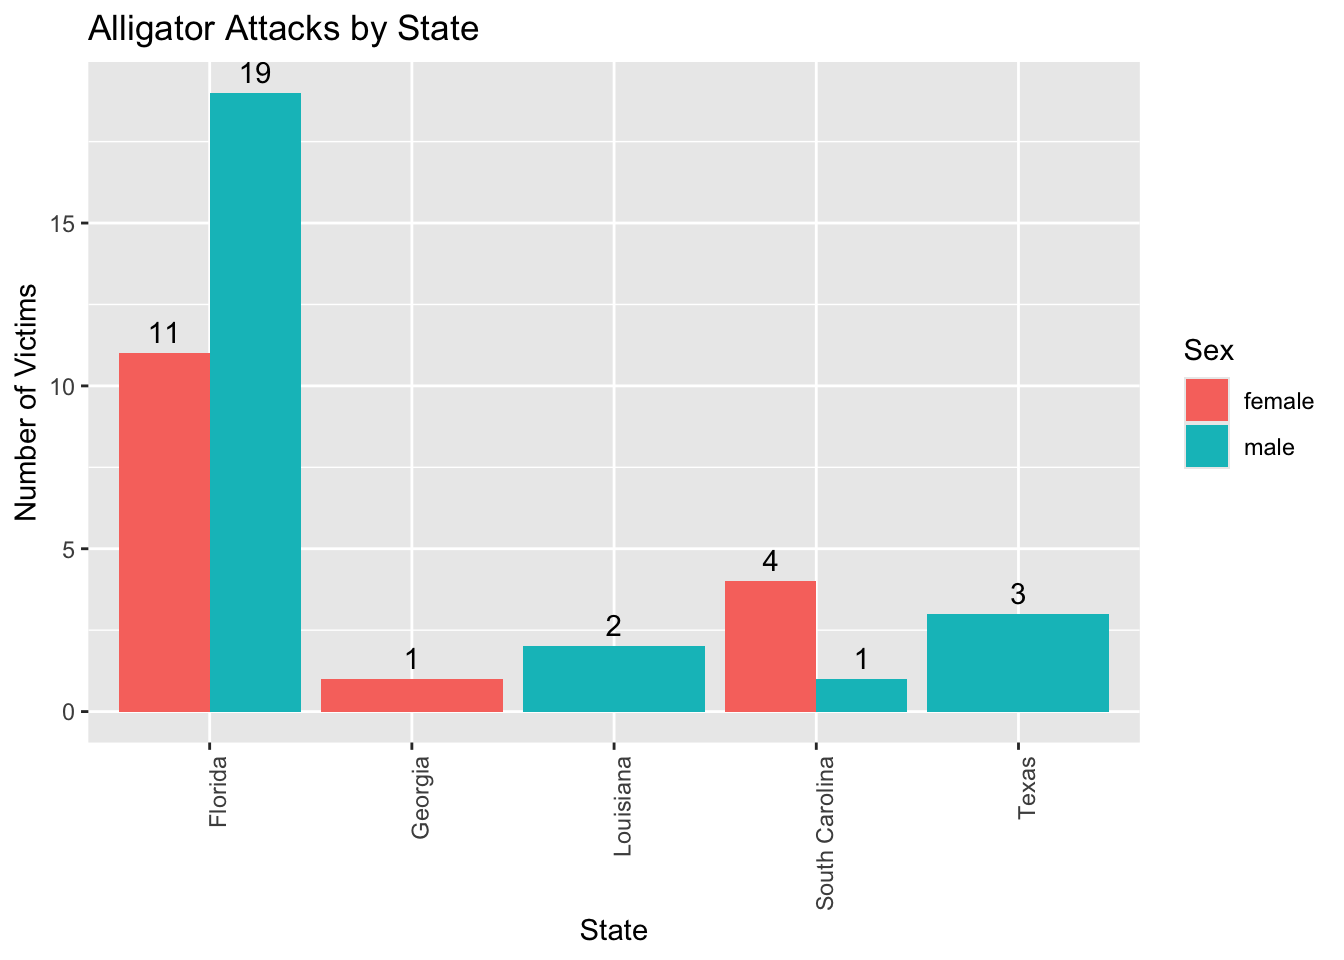 Alligator Attacks by State
19
11
1
2
4
1
3
15
10
5
0
Number of Victims
Florida
Georgia
Louisiana
South Carolina
Texas
State
Sex
female
male